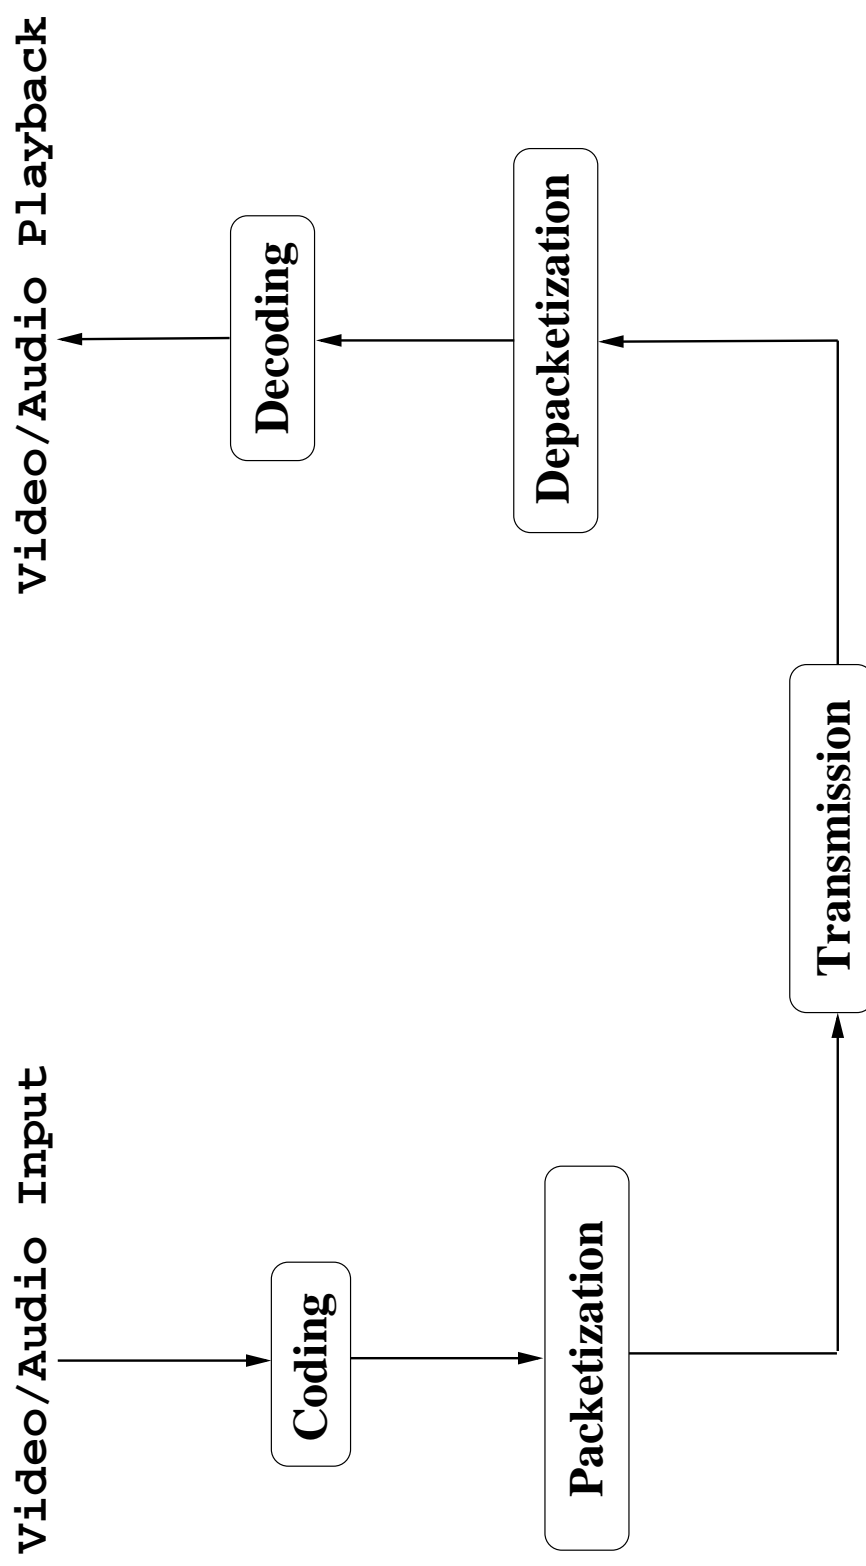 Video/Audio Input
Video/Audio Playback
Coding
Decoding
Packetization
Depacketization
Transmission